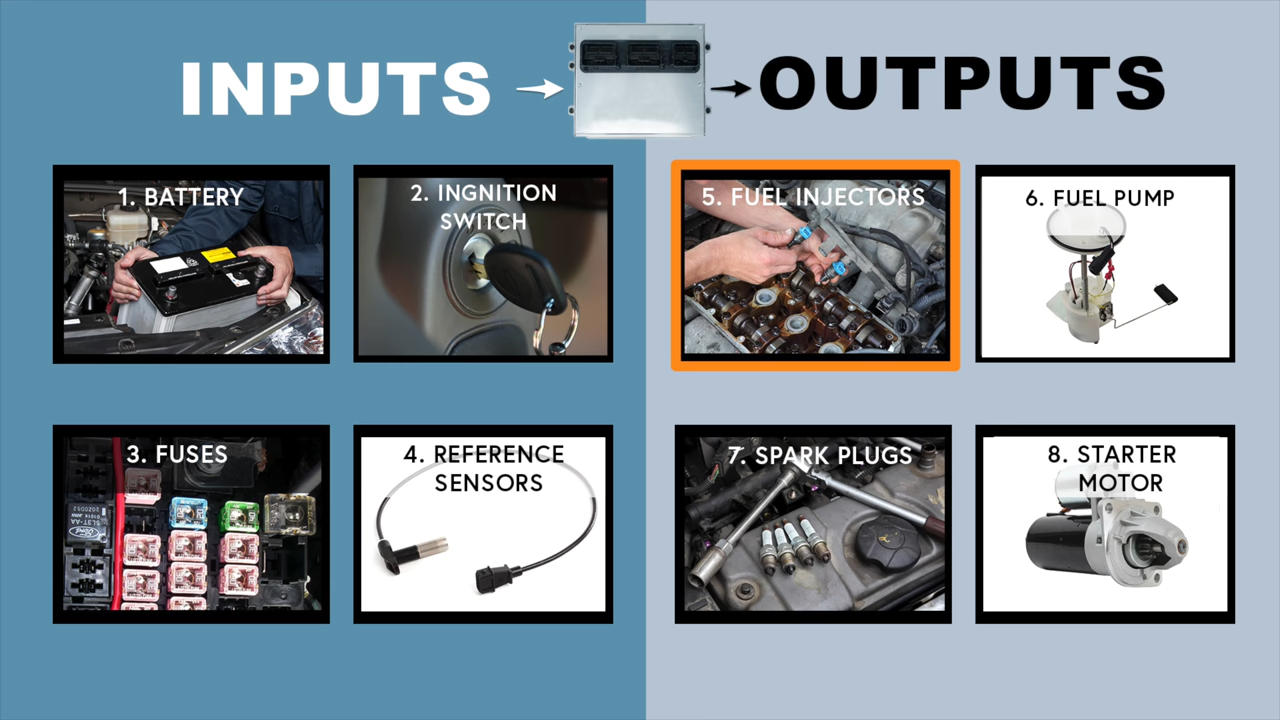 INPUTS
OUTPUTS
1. BATTERY
2. INGNITION
SWITCH
5. FUEL INJECTORS
6. FUEL PUMP
3. FUSES
4. REFERENCE
SENSORS
7. SPARK PLUGS
8. STARTER
MOTOR